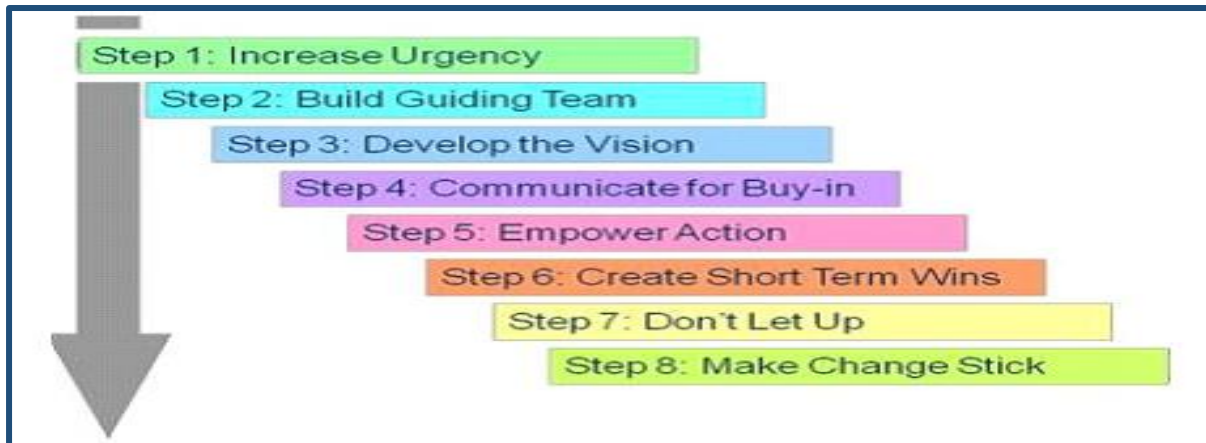 Step 1: Increase Urgency
Step 2: Build Guiding Team
Step 3: Develop the Vision
Step 4: Communicate for Buy-in
Step 5: Empower Action
Step 6: Create Short Term Wins
Step 7: Don't Let Up
Step 8: Make Change Stick